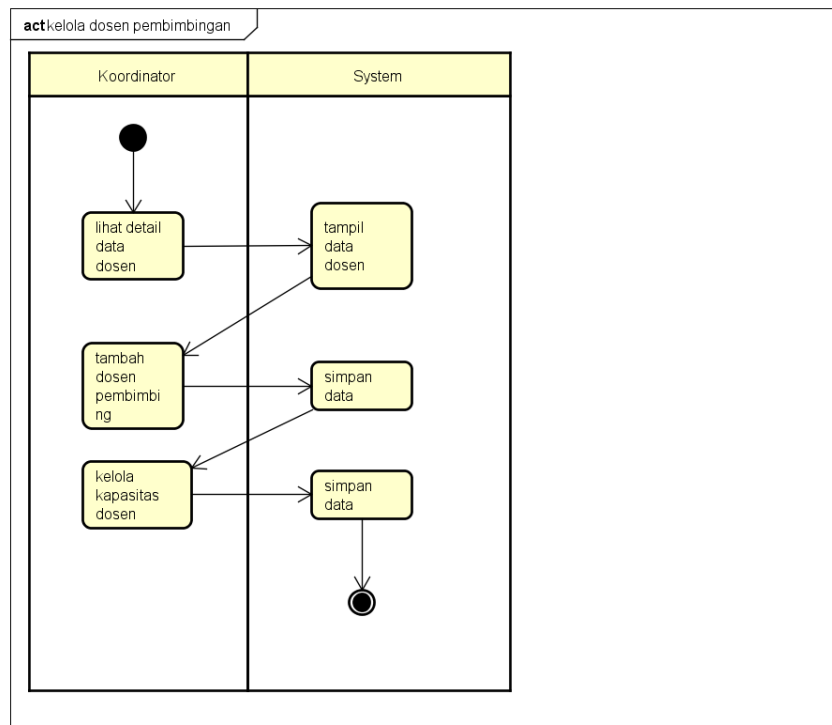 act kelola dosen pembimbingan
Koordinator
System
lihat detail
data
dosen
tampil
data
dosen
tambah
dosen
pembimbi
ng
simpan
data
kelola
kapasitas
dosen
simpan
data